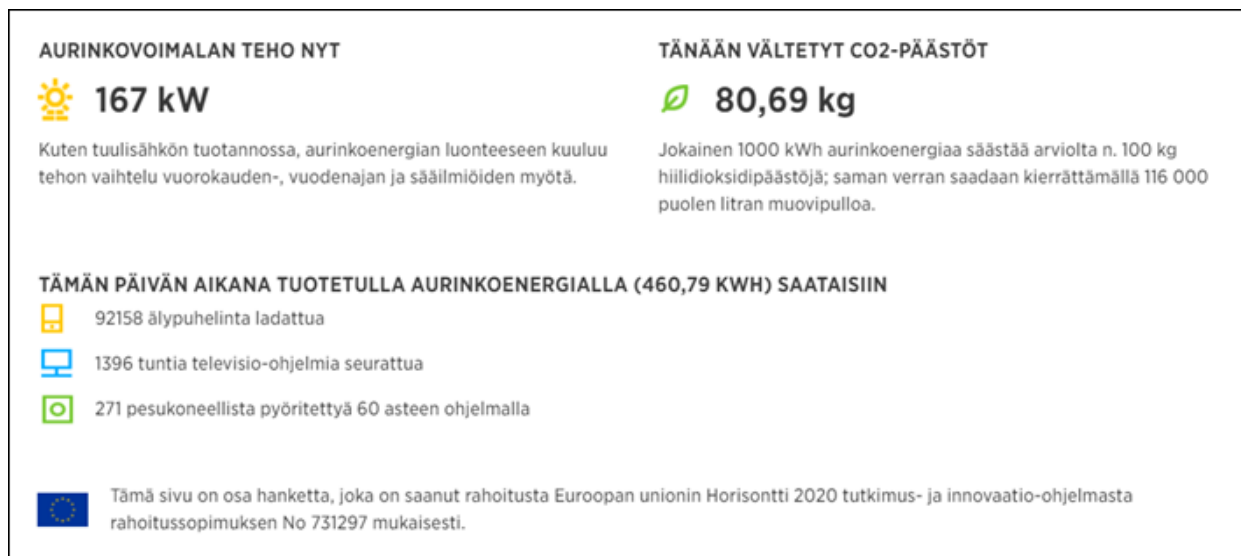 AURINKOVOIMALAN TEHO NYT
167 kW
Kuten tuulisähkön tuotannossa, aurinkoenergian luonteeseen kuuluu
tehon vaihtelu vuorokauden-, vuodenajan ja sääilmiöiden myötä.
TÄNÄÄN VÄLTETYT CO2-PÄÄSTÖT
80,69 kg
Jokainen 1000 kWh aurinkoenergiaa säästää arviolta n. 100 kg
hiilidioksidipäästöjä; saman verran saadaan kierrättämällä 116 000
puolen litran muovipulloa.
TÄMÄN PÄIVÄN AIKANA TUOTETULLA AURINKOENERGIALLA (460,79 KWH) SAATAISIIN
92158 älypuhelinta ladattua
1396 tuntia televisio-ohjelmia seurattua
271 pesukoneellista pyöritettyä 60 asteen ohjelmalla
Tämä sivu on osa hanketta, joka on saanut rahoitusta Euroopan unionin Horisontti 2020 tutkimus- ja innovaatio-ohjelmasta
rahoitussopimuksen No 731297 mukaisesti.